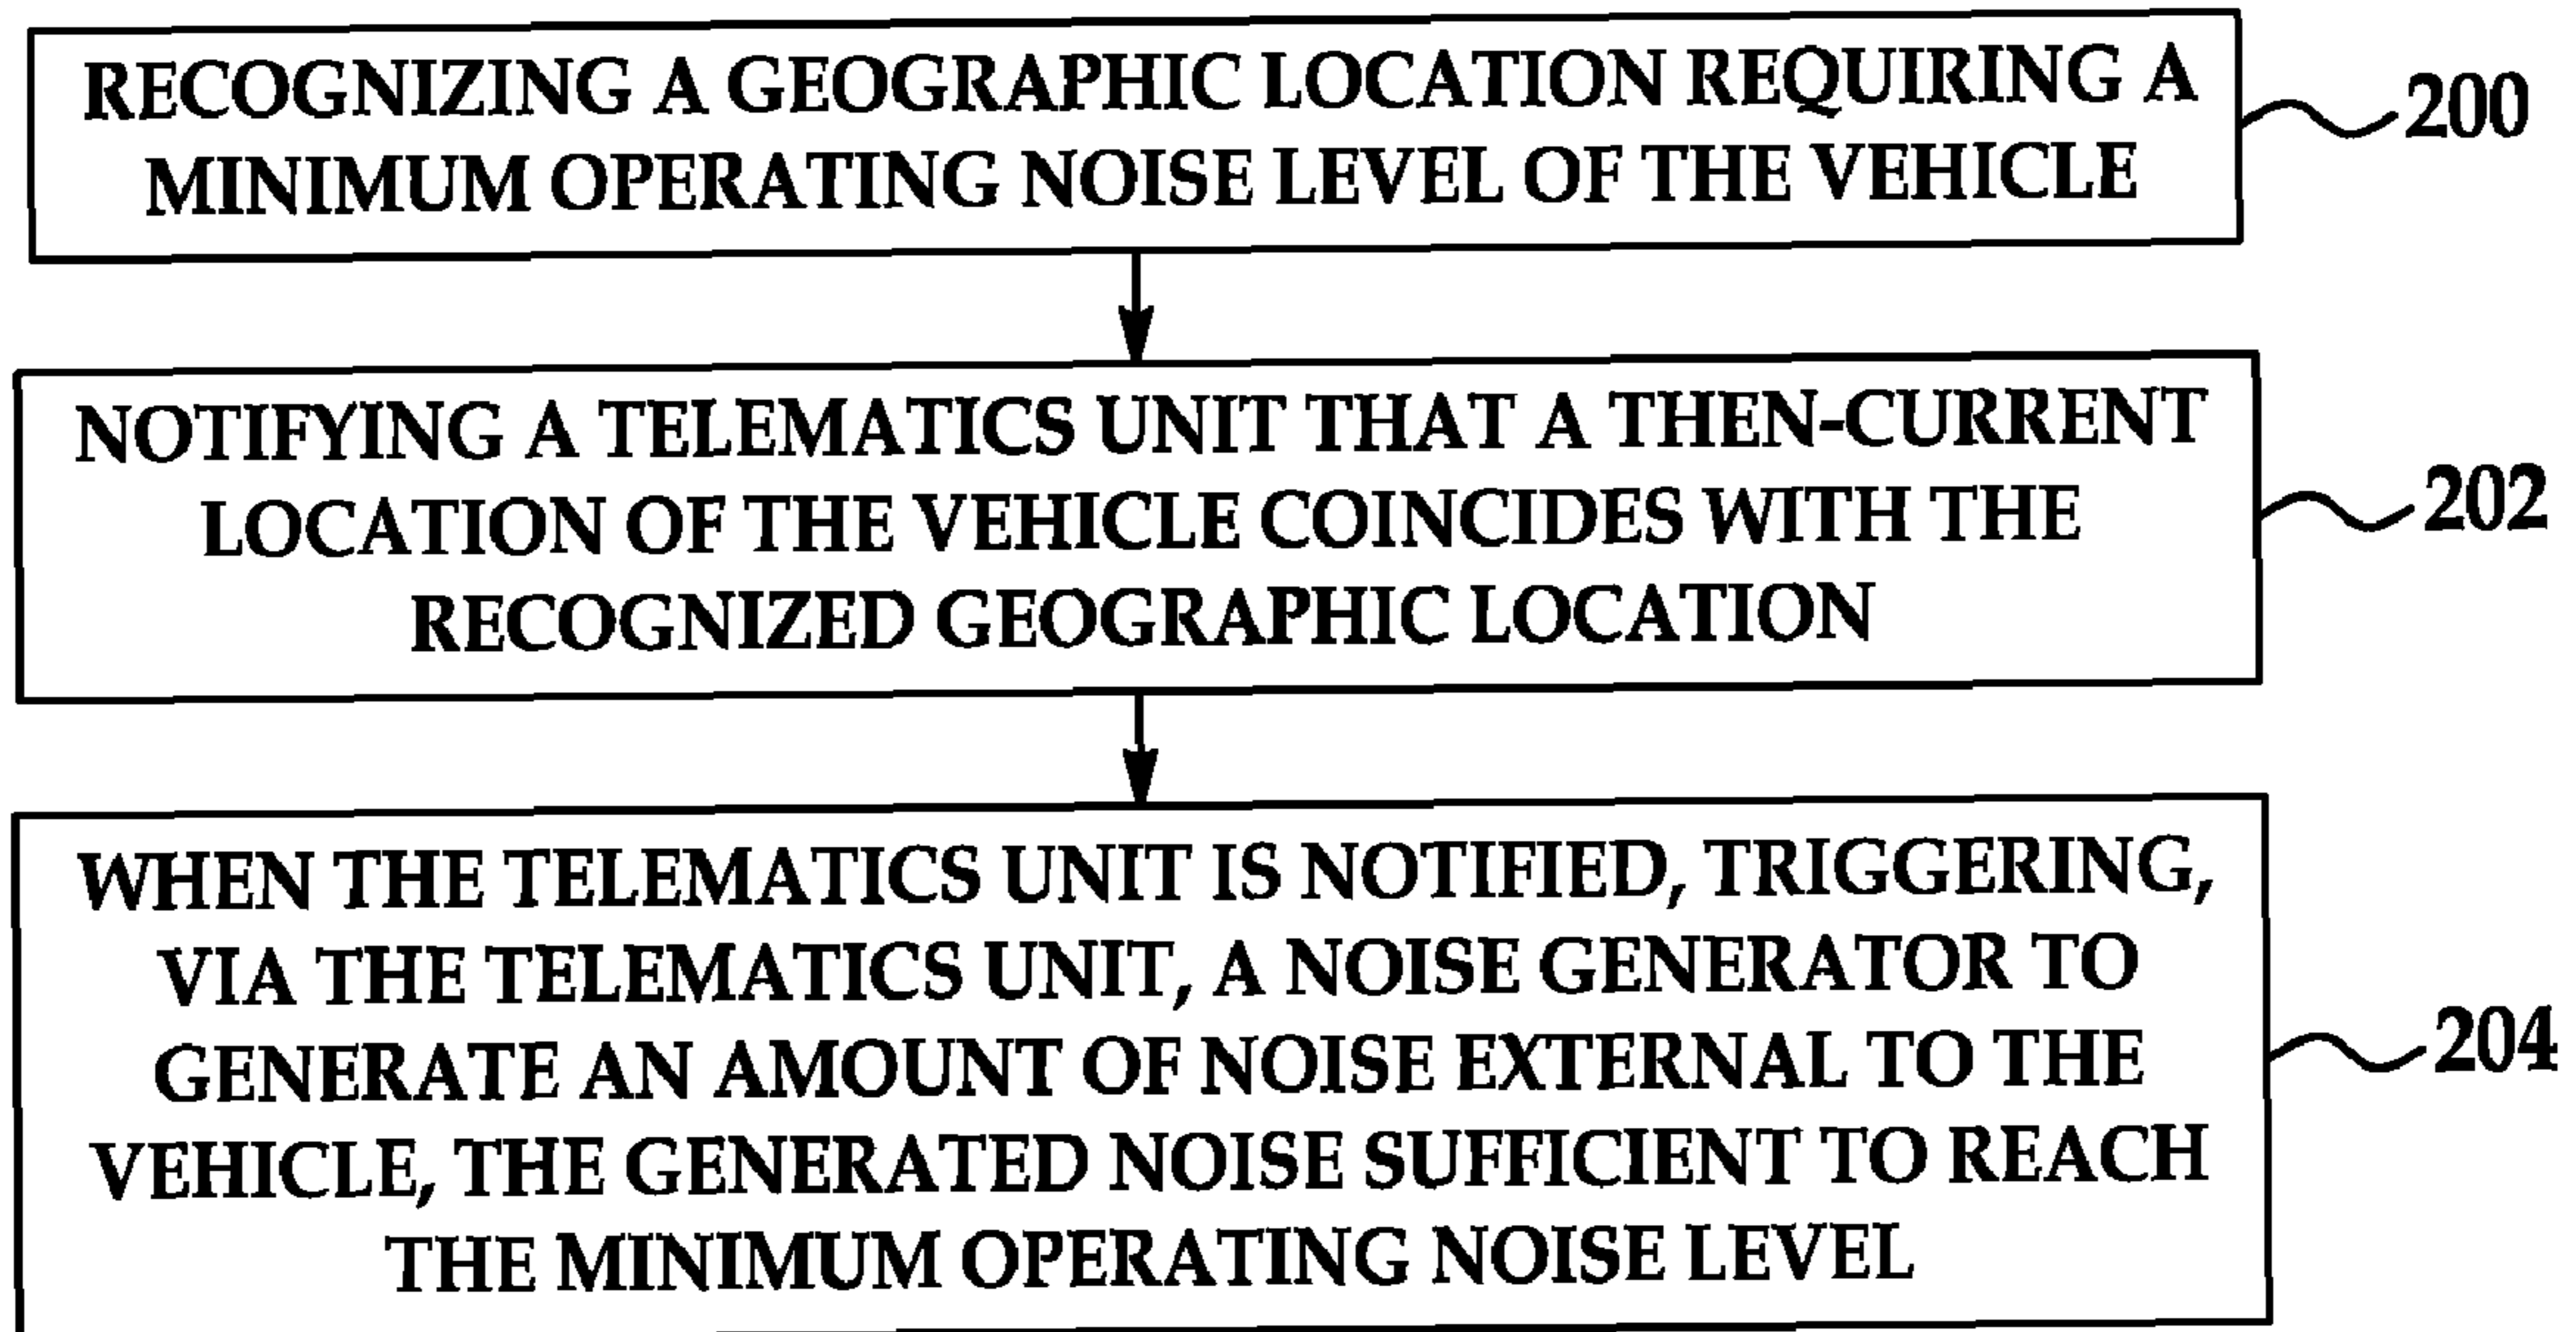 RECOGNIZING A GEOGRAPHIC LOCATION REQUIRING A
MINIMUM OPERATING NOISE LEVEL OF THE VEHICLE
200
NOTIFYING A TELEMATICS UNIT THAT A THEN-CURRENT
LOCATION OF THE VEHICLE COINCIDES WITH THE
RECOGNIZED GEOGRAPHIC LOCATION
202
WHEN THE TELEMATICS UNIT IS NOTIFIED, TRIGGERING,
VIA THE TELEMATICS UNIT, A NOISE GENERATOR TO
GENERATE AN AMOUNT OF NOISE EXTERNAL TO THE
VEHICLE, THE GENERATED NOISE SUFFICIENT TO REACH
THE MINIMUM OPERATING NOISE LEVEL
204